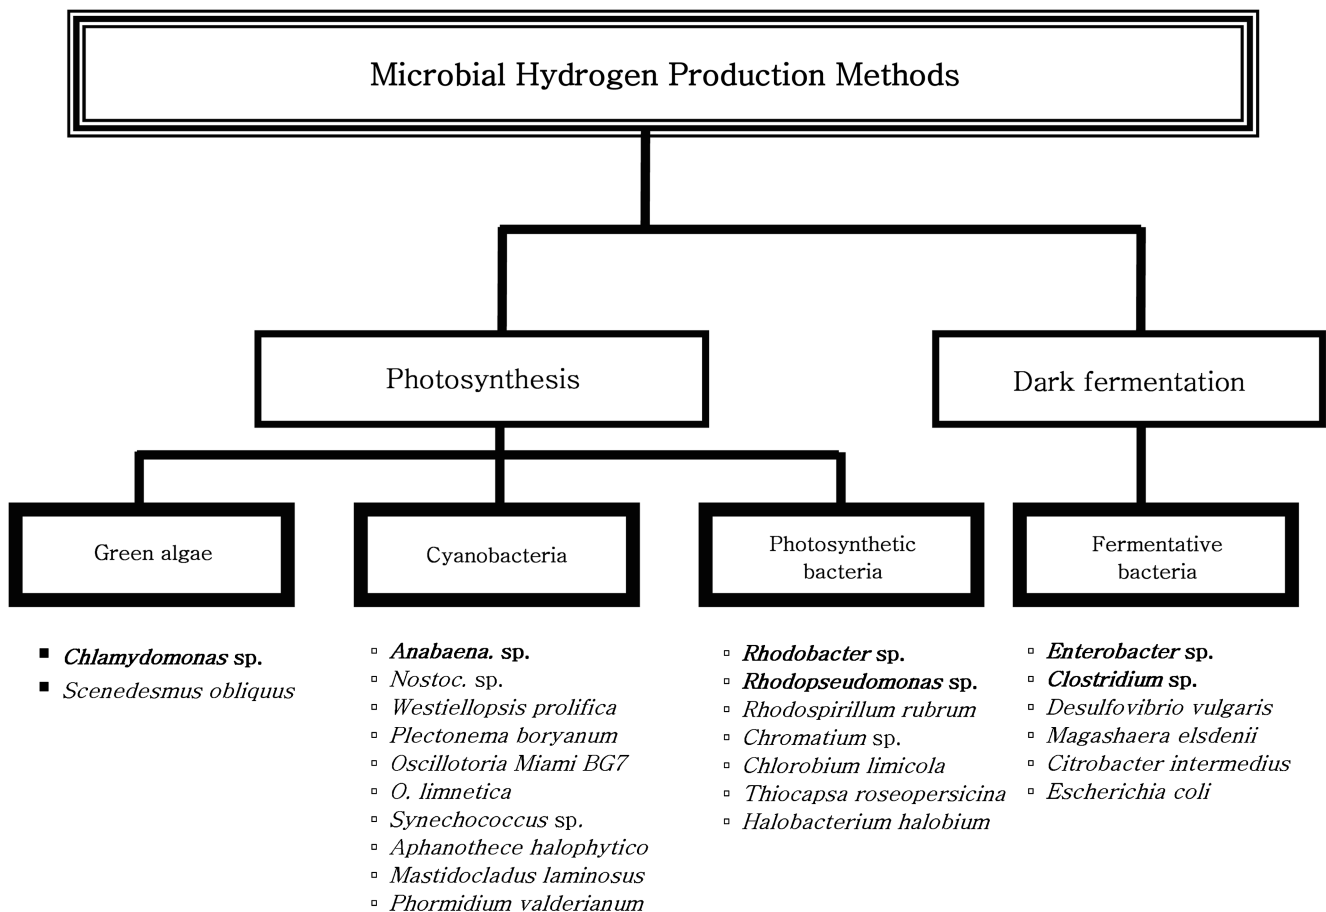 Microbial Hydrogen Production Methods
Photosynthesis
Dark fermentation
Green algae
Cyanobacteria
Photosynthetic
bacteria
Fermentative
bacteria
Chlamydomonas sp.
Scenedesmus obliquus
Anabaena. sp.
Nostoc. sp.
Westiellopsis prolifica
Plectonema boryanum
Oscillotoria Miami BG7
O. limnetica
Synechococcus sp.
Aphanothece halophytico
Mastidocladus laminosus
Phormidium valderianum
Rhodobacter sp.
Rhodopseudomonas sp.
Rhodospirillum rubrum
Chromatium sp.
Chlorobium limicola
Thiocapsa roseopersicina
Halobacterium halobium
Enterobacter sp.
Clostridium sp.
Desulfovibrio vulgaris
Magashaera elsdenii
Citrobacter intermedius
Escherichia coli